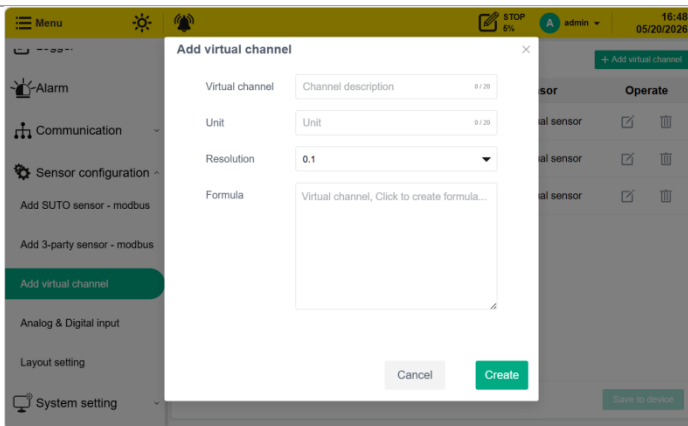 Menu
STOP
5%
A admin
16:48
05/20/2026
Add virtual channel
+ Add virtual channel
Virtual channel Channel description 0 / 20
Unit Unit 0 / 20
Resolution 0.1
Formula Virtual channel, Click to create formula...
Cancel Create
Operate
Alarm
Communication
Sensor configuration
Add SUTO sensor - modbus
Add 3-party sensor - modbus
Add virtual channel
Analog & Digital input
Layout setting
System setting
sor
al sensor
al sensor
al sensor
Save to device